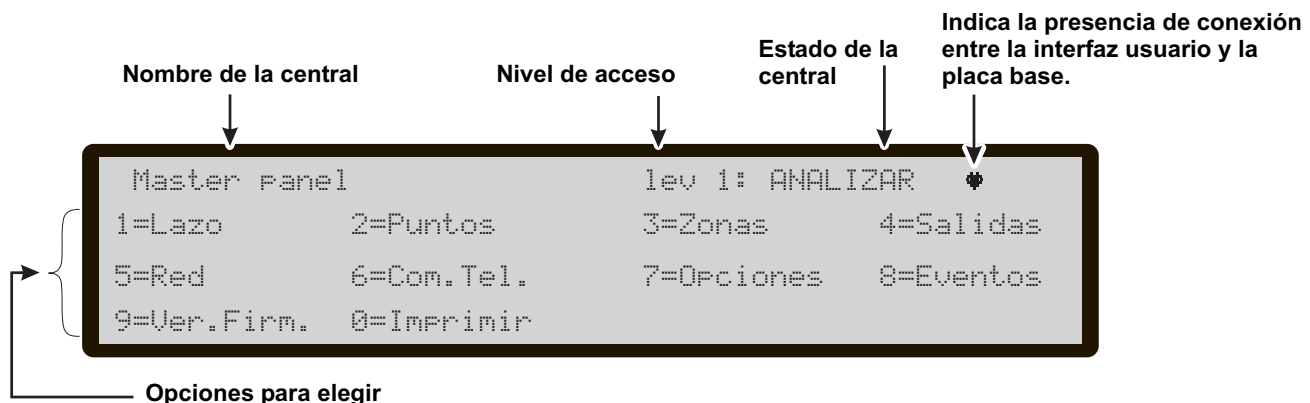 Indica la presencia de conexión
entre la interfaz usuario y la
placa base.
Estado de la
central
Nombre de la central
Nivel de acceso
Master panel lev 1: ANALIZAR
1=Lazo 2=Puntos 3=Zonas 4=Salidas
5=Red 6=Com.Tel. 7=Opciones 8=Eventos
9=Ver.Firm. 0=Imprimir
Opciones para elegir